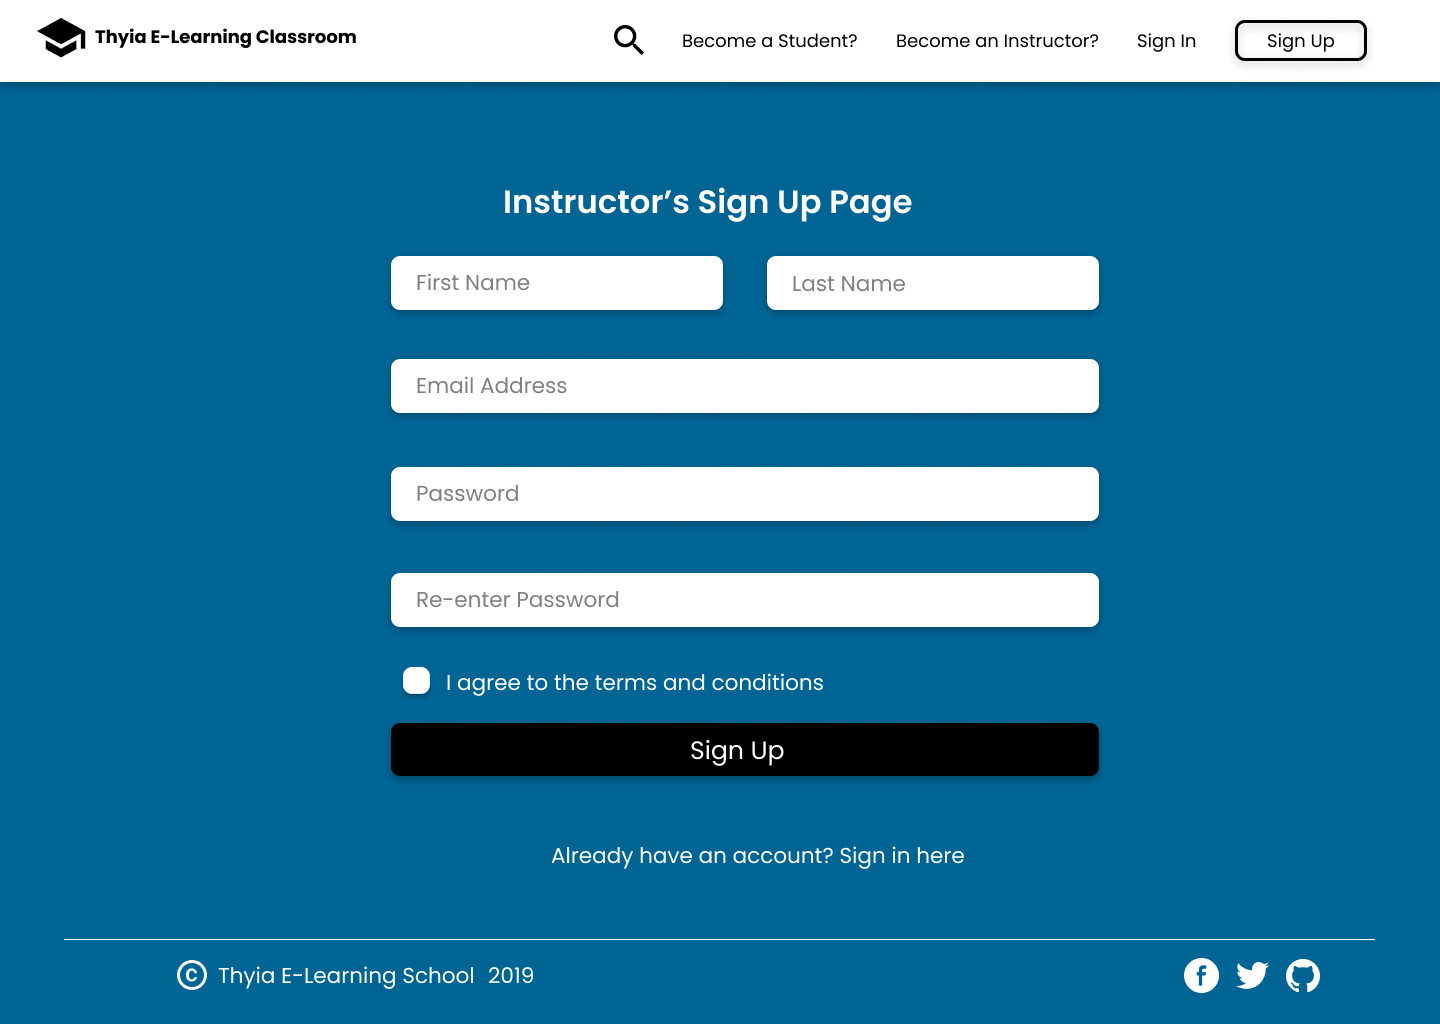 Thyia E-Learning Classroom
Become a Student?
Become an Instructor?
Sign In
Sign Up
Instructor’s Sign Up Page
First Name
Last Name
Email Address
Password
Re-enter Password
I agree to the terms and conditions
Sign Up
Already have an account? Sign in here
© Thyia E-Learning School 2019